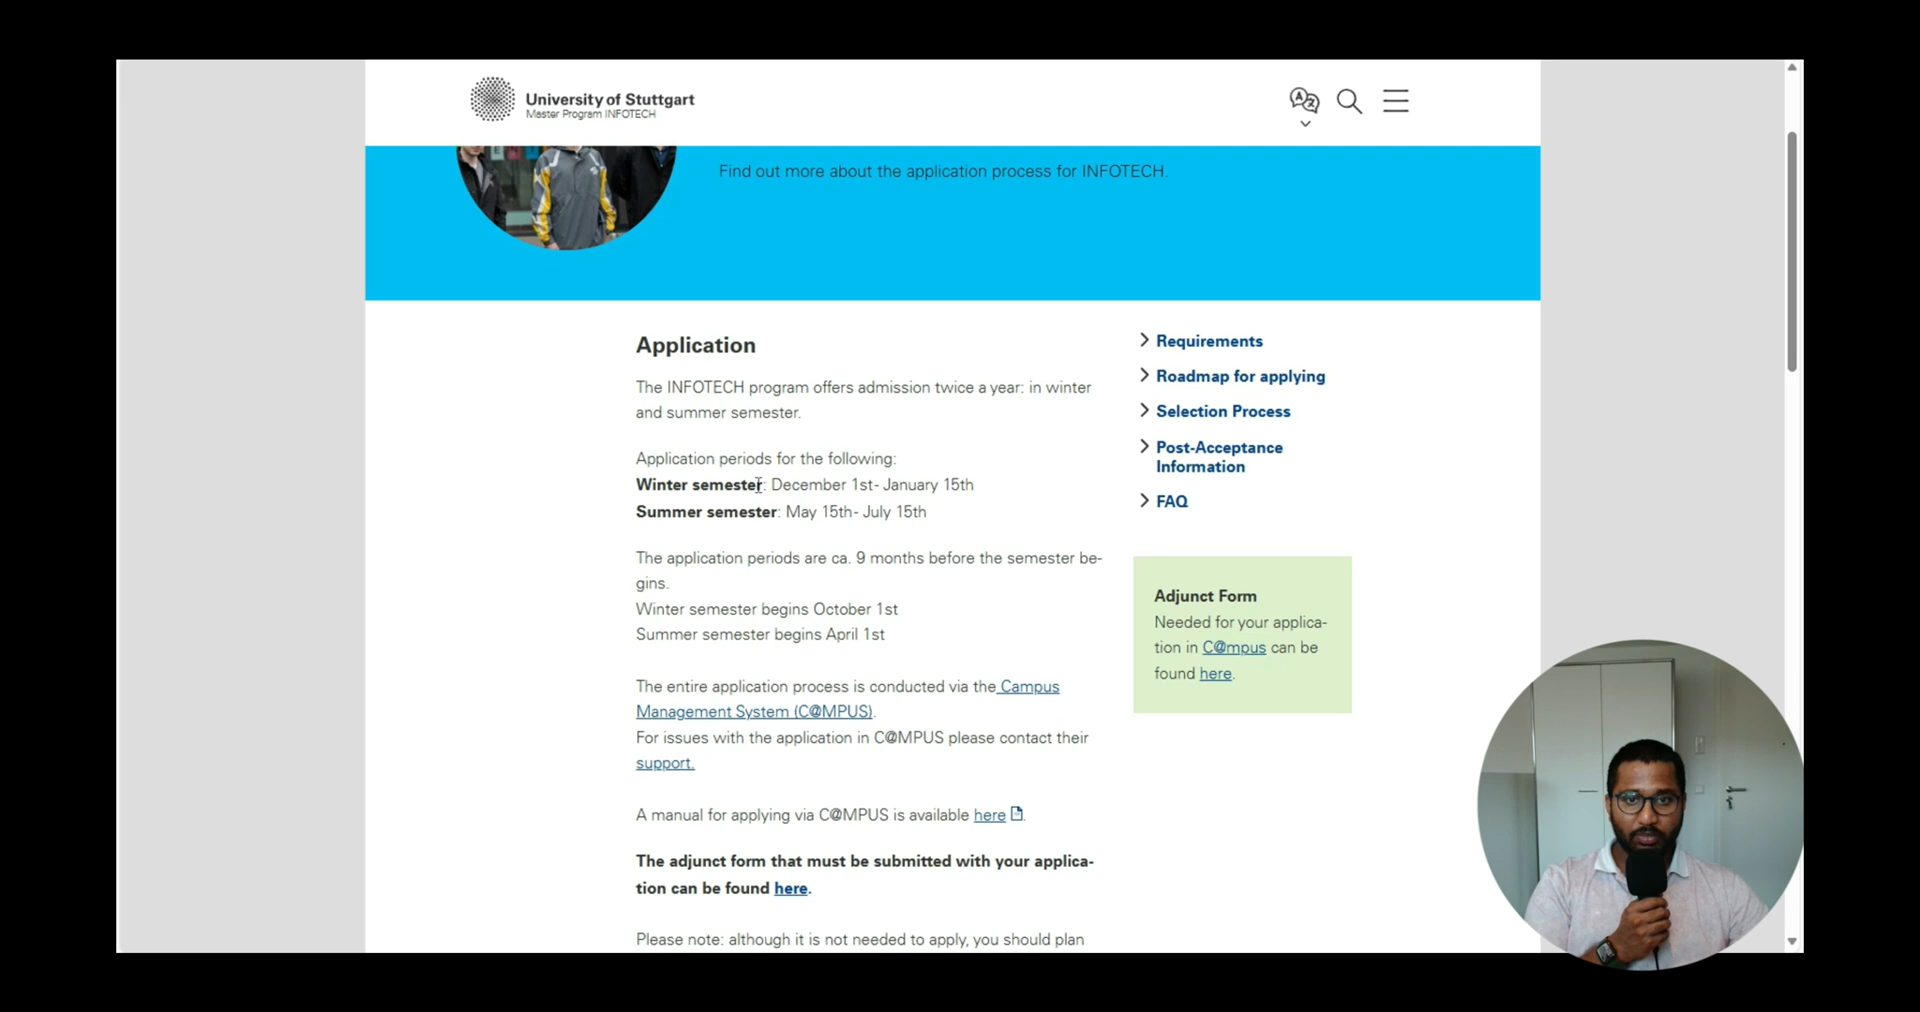 University of Stuttgart
Master Program INFOTECH
Find out more about the application process for INFOTECH.
Application
The INFOTECH program offers admission twice a year: in winter
and summer semester.
Application periods for the following:
Winter semester: December 1st- January 15th
Summer semester: May 15th- July 15th
The application periods are ca. 9 months before the semester be-
gins.
Winter semester begins October 1st
Summer semester begins April 1st
The entire application process is conducted via the Campus
Management System (C@MPUS).
For issues with the application in C@MPUS please contact their
support.
A manual for applying via C@MPUS is available here.
The adjunct form that must be submitted with your applica-
tion can be found here.
Please note: although it is not needed to apply, you should plan
Requirements
Roadmap for applying
Selection Process
Post-Acceptance
Information
FAQ
Adjunct Form
Needed for your applica-
tion in C@mpus can be
found here.